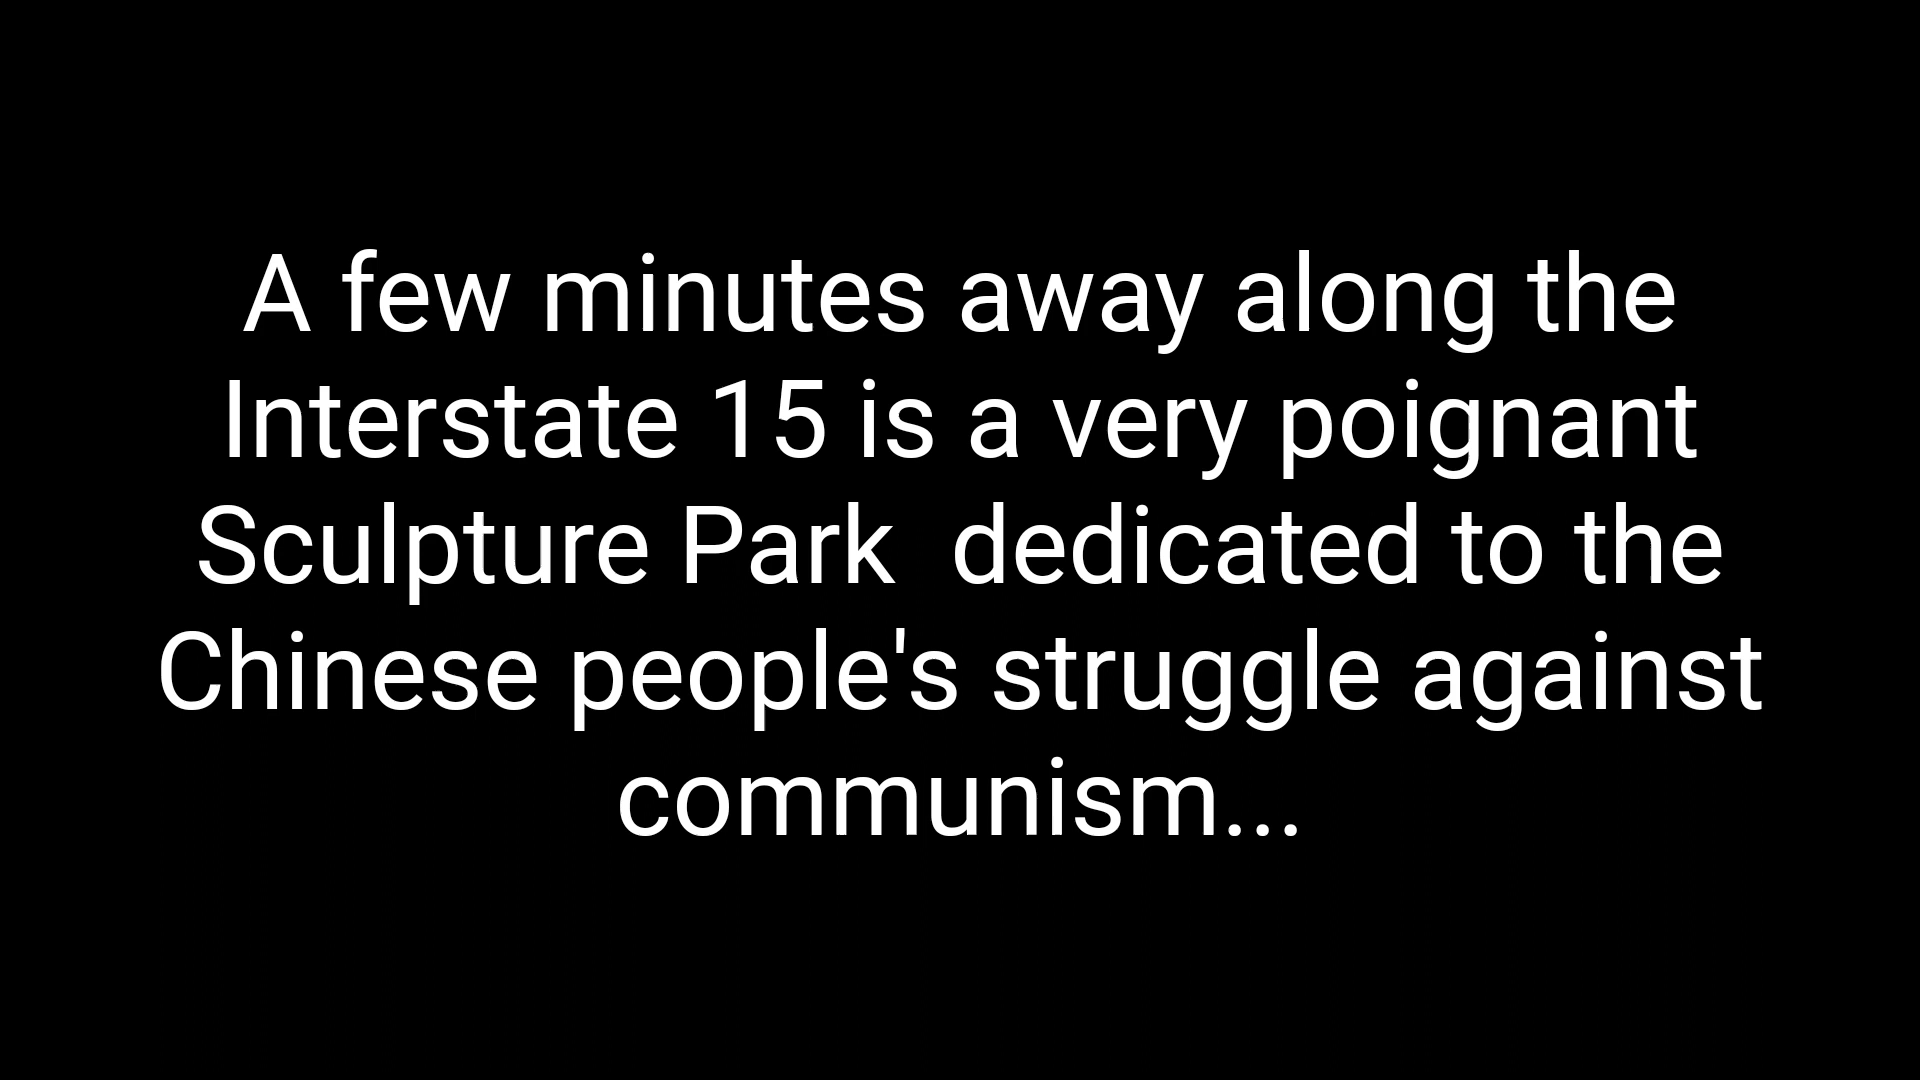 A few minutes away along the
Interstate 15 is a very poignant
Sculpture Park  dedicated to the
Chinese people's struggle against
communism...